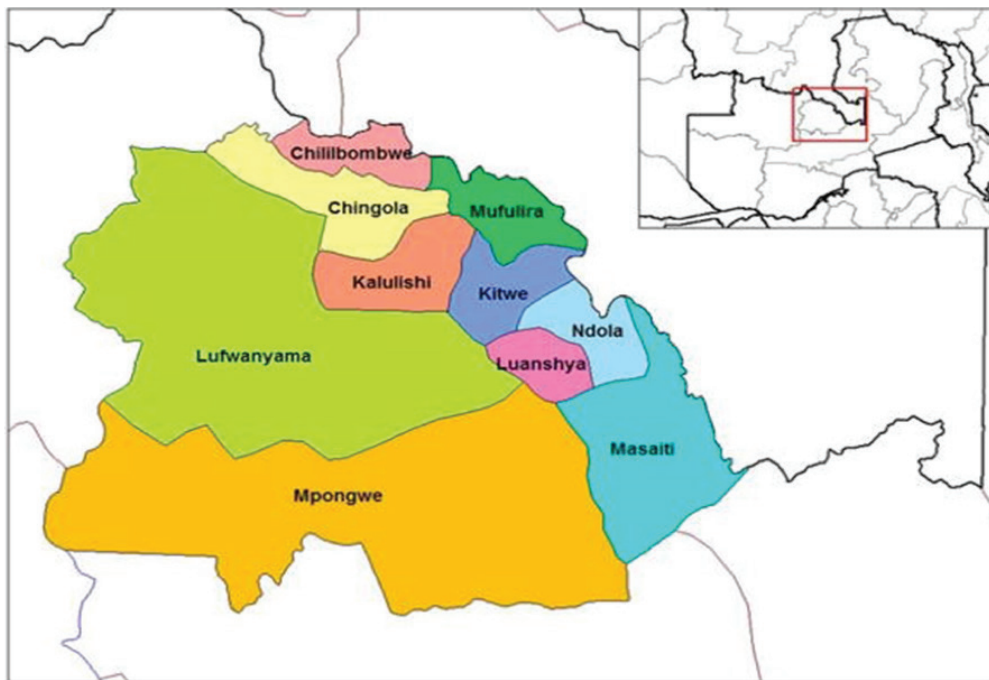 Chililbombwe
Chingola
Mufulira
Kalulishi
Kitwe
Ndola
Lufwanyama
Luanshya
Masaiti
Mpongwe